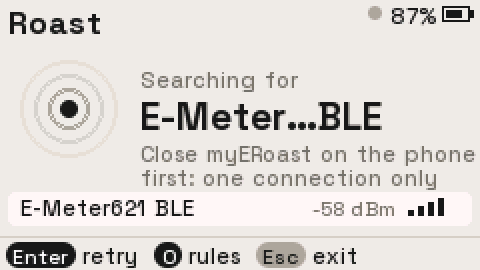 Roast
87%
Searching for
E-Meter...BLE
Close myERoast on the phone
first: one connection only
E-Meter621 BLE -58 dBm
Enter retry O rules Esc exit